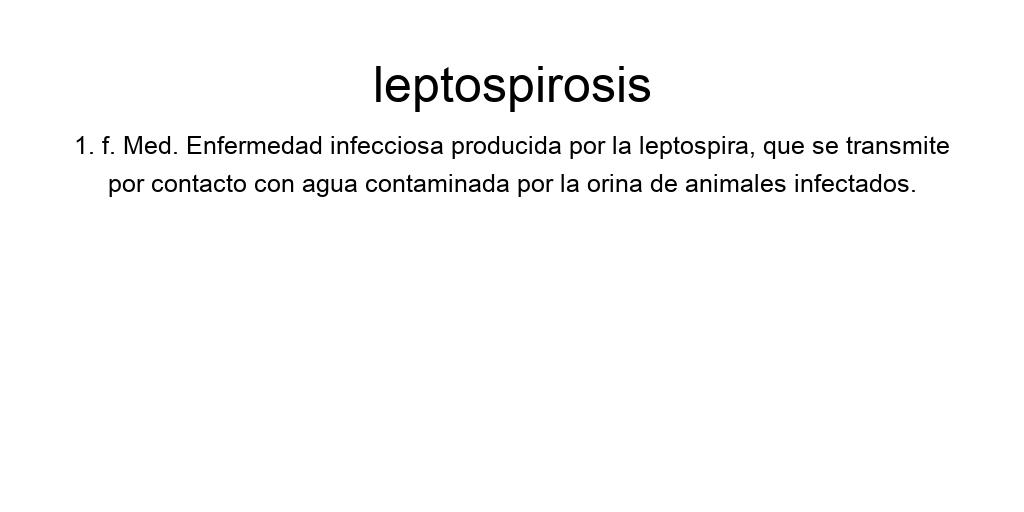 leptospirosis
1. f. Med. Enfermedad infecciosa producida por la leptospira, que se transmite
por contacto con agua contaminada por la orina de animales infectados.